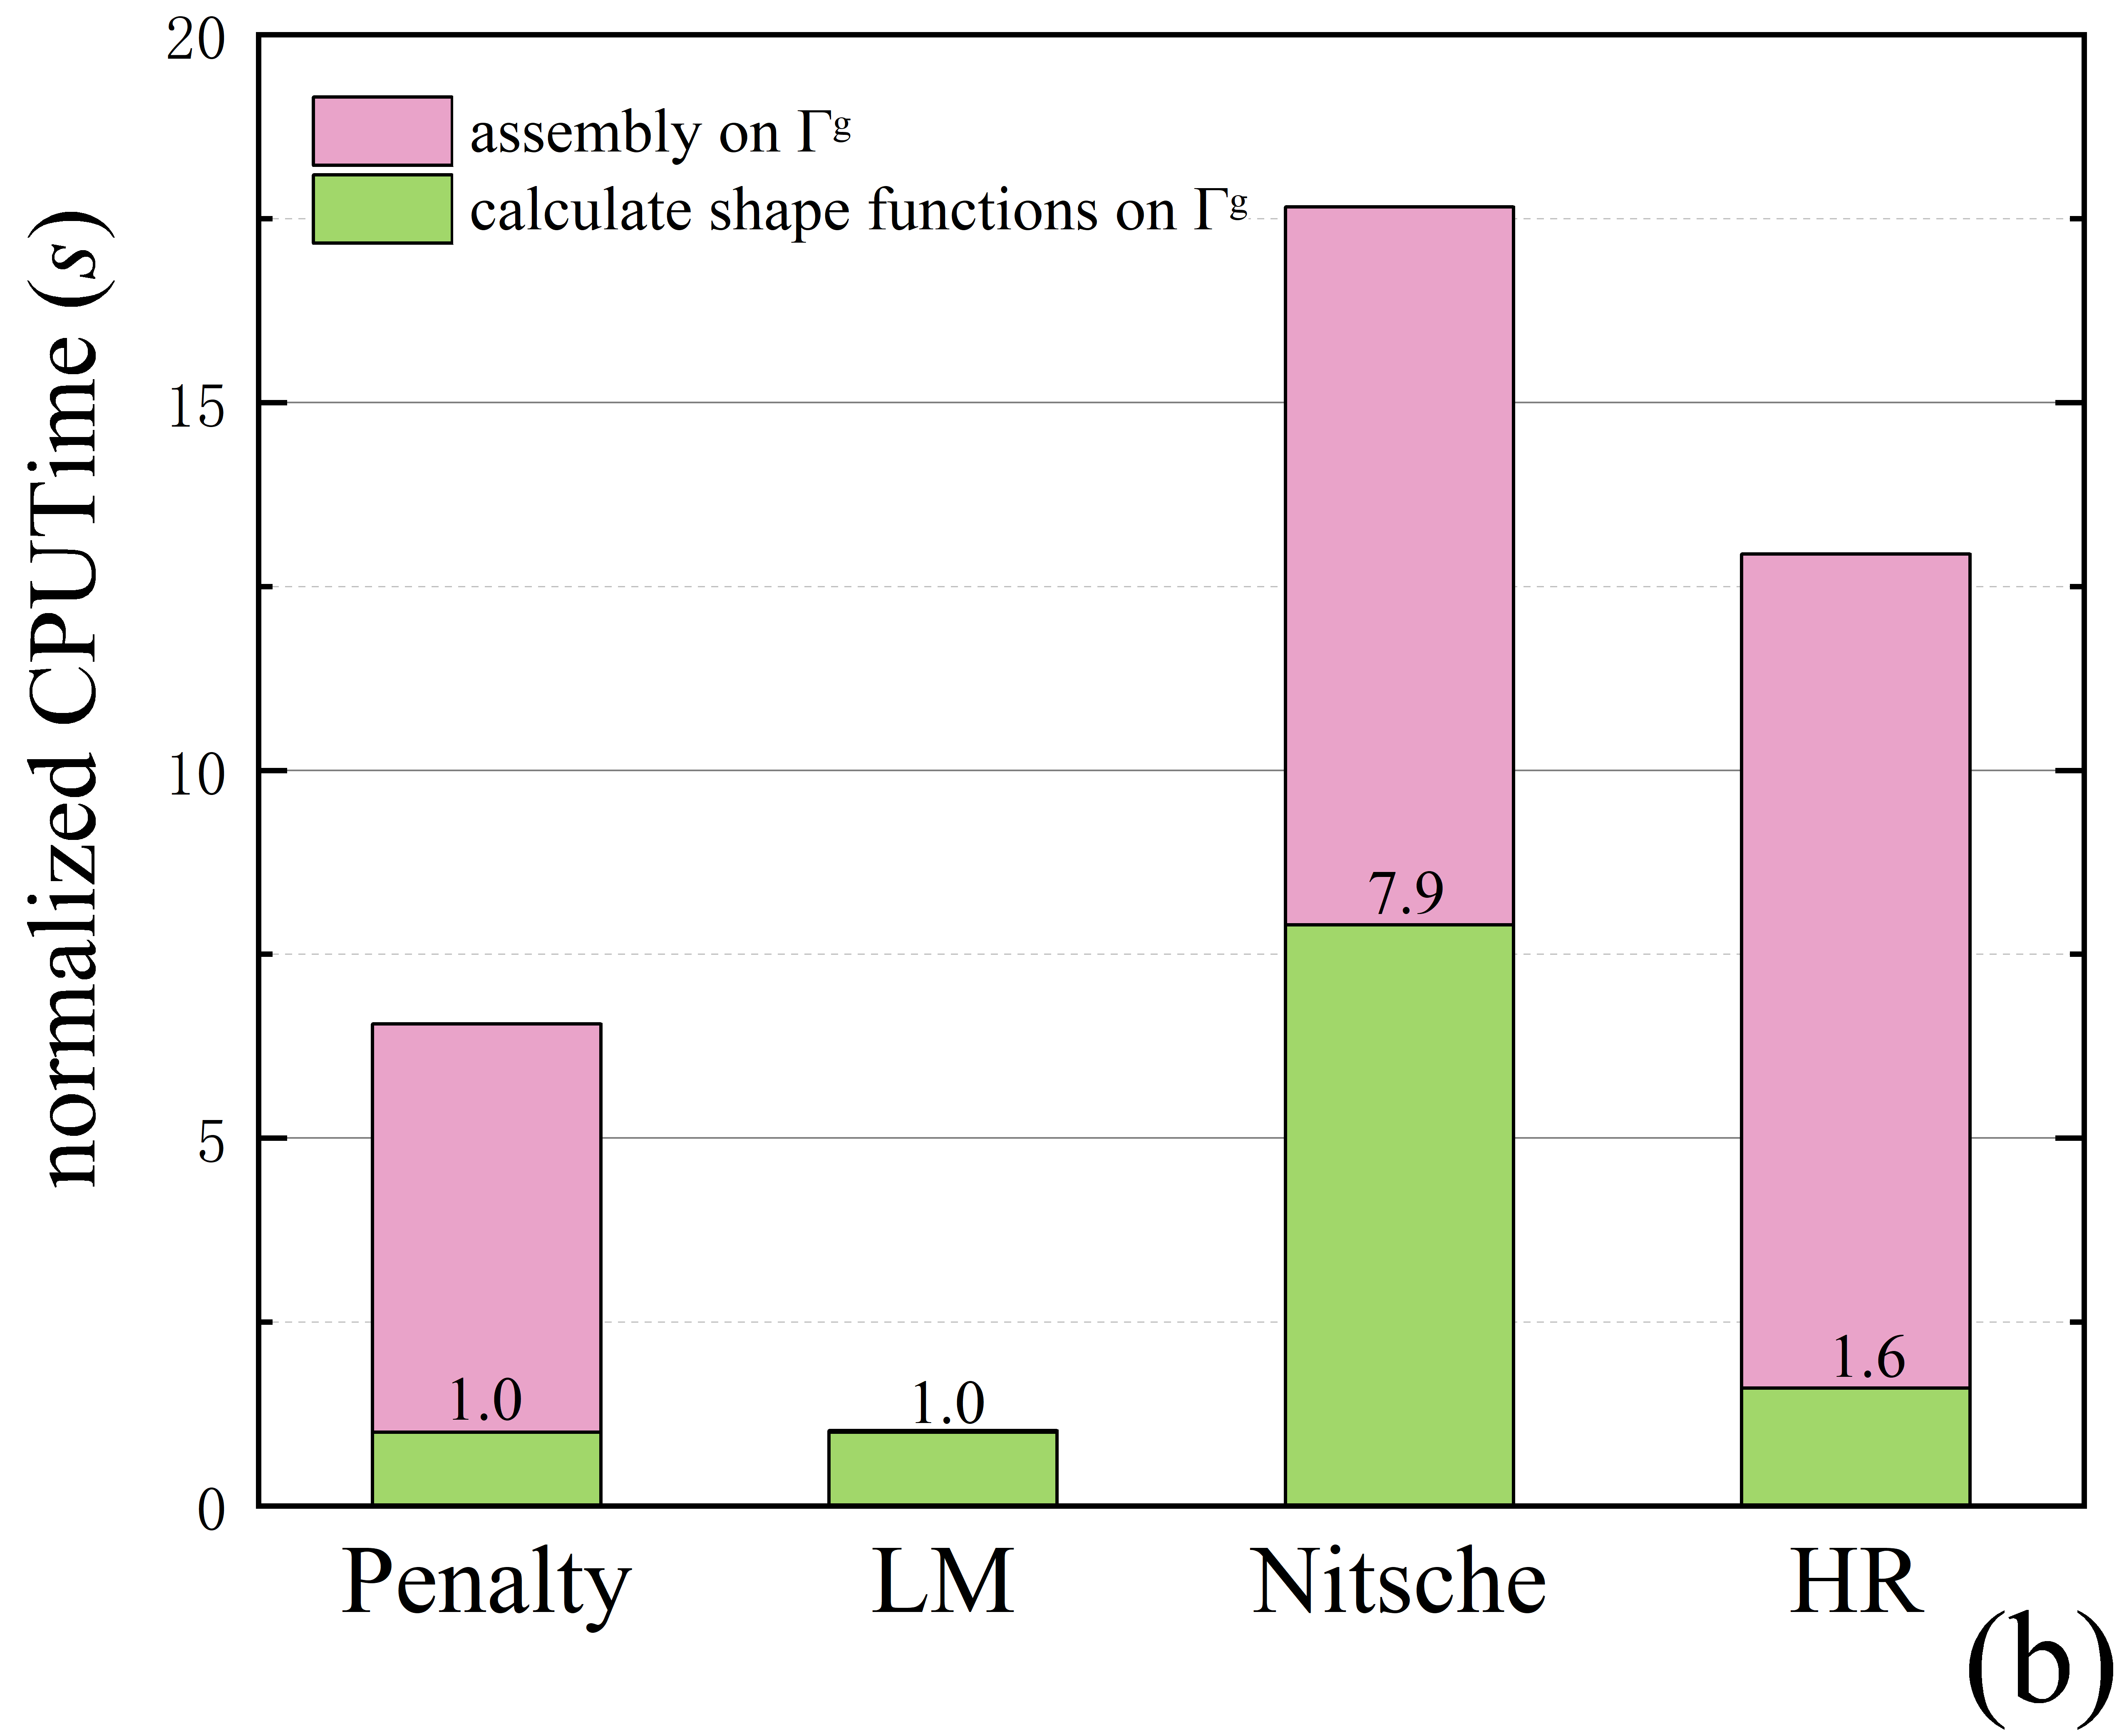 20
assembly on Γᵍ
calculate shape functions on Γᵍ
15
10
5
0
normalized CPUTime (s)
7.9
1.6
1.0
1.0
Penalty LM Nitsche HR
(b)